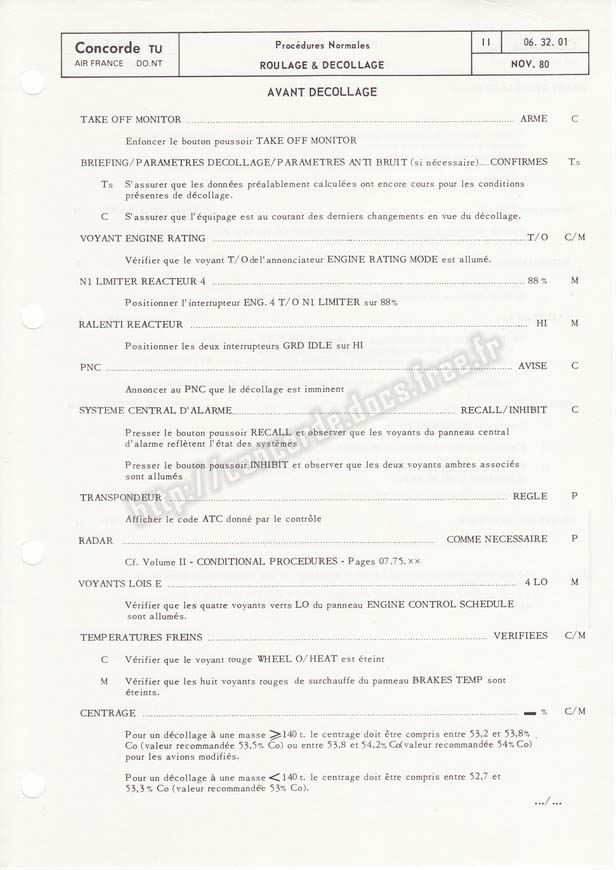 Concorde TU
AIR FRANCE DO.NT
Procédures Normales
ROULAGE & DECOLLAGE
II
06. 32. 01
NOV. 80
AVANT DECOLLAGE
TAKE OFF MONITOR ........ ARME C
Enfoncer le bouton poussoir TAKE OFF MONITOR
BRIEFING/PARAMETRES DECOLLAGE/PARAMETRES ANTI BRUIT (si nécessaire)....CONFIRMES Ts
Ts S'assurer que les données préalablement calculées ont encore cours pour les conditions
présentes de décollage.
C S'assurer que l'équipage est au courant des derniers changements en vue du décollage.
VOYANT ENGINE RATING ........ T/O C/M
Vérifier que le voyant T/O de l'annonciateur ENGINE RATING MODE est allumé.
N1 LIMITER REACTEUR 4 ........ 88 % M
Positionner l'interrupteur ENG. 4 T/O N1 LIMITER sur 88%
RALENTI REACTEUR ........ HI M
Positionner les deux interrupteurs GRD IDLE sur HI
PNC ........ AVISE C
Annoncer au PNC que le décollage est imminent
SYSTEME CENTRAL D'ALARME........ RECALL/INHIBIT C
Presser le bouton poussoir RECALL et observer que les voyants du panneau central
d'alarme reflètent l'état des systèmes
Presser le bouton poussoir INHIBIT et observer que les deux voyants ambres associés
sont allumés
TRANSPONDEUR ........ REGLE P
Afficher le code ATC donné par le contrôle
RADAR ........ COMME NECESSAIRE P
Cf. Volume II - CONDITIONAL PROCEDURES - Pages 07.75.××
VOYANTS LOIS E ........ 4 LO M
Vérifier que les quatre voyants verts LO du panneau ENGINE CONTROL SCHEDULE
sont allumés.
TEMPERATURES FREINS ........ VERIFIEES C/M
C Vérifier que le voyant rouge WHEEL O/HEAT est éteint
M Vérifier que les huit voyants rouges de surchauffe du panneau BRAKES TEMP sont
éteints.
CENTRAGE ........ — % C/M
Pour un décollage à une masse ⩾ 140 t. le centrage doit être compris entre 53,2 et 53,8%
Co (valeur recommandée 53,5% Co) ou entre 53,8 et 54,2% Co(valeur recommandée 54% Co)
pour les avions modifiés.
Pour un décollage à une masse < 140 t. le centrage doit être compris entre 52,7 et
53,3 % Co (valeur recommandée 53% Co).
.../...
http://concorde.docs.free.fr